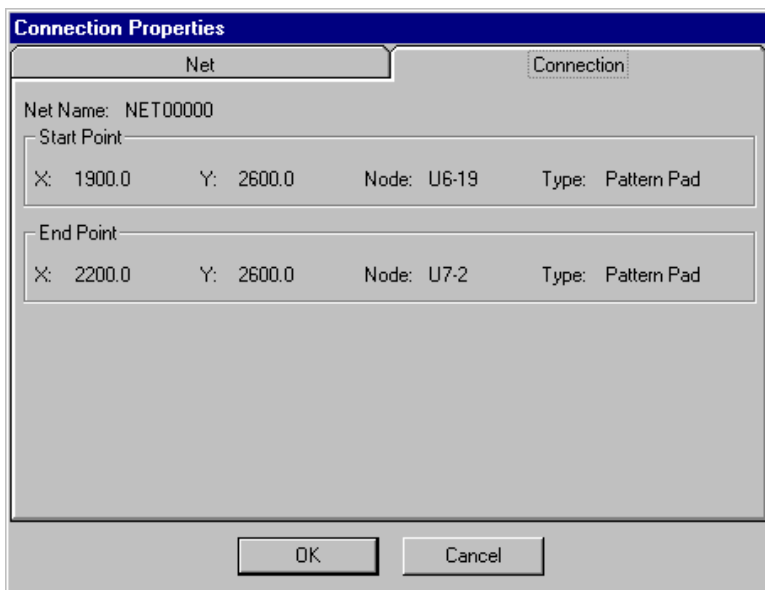 Connection Properties
Net Connection
Net Name: NET00000
Start Point
X: 1900.0 Y: 2600.0 Node: U6-19 Type: Pattern Pad
End Point
X: 2200.0 Y: 2600.0 Node: U7-2 Type: Pattern Pad
OK Cancel